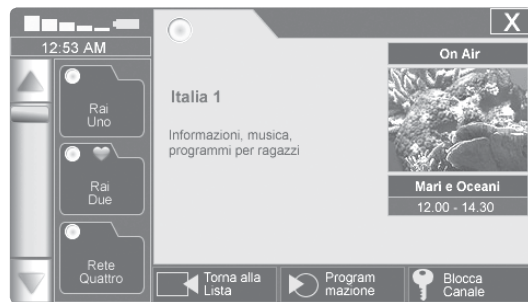 X
12:53 AM
On Air
Rai
Uno
Italia 1
Informazioni, musica,
programmi per ragazzi
Rai
Due
Mari e Oceani
12.00 - 14.30
Rete
Quattro
Torna alla
Lista
Program
mazione
Blocca
Canale